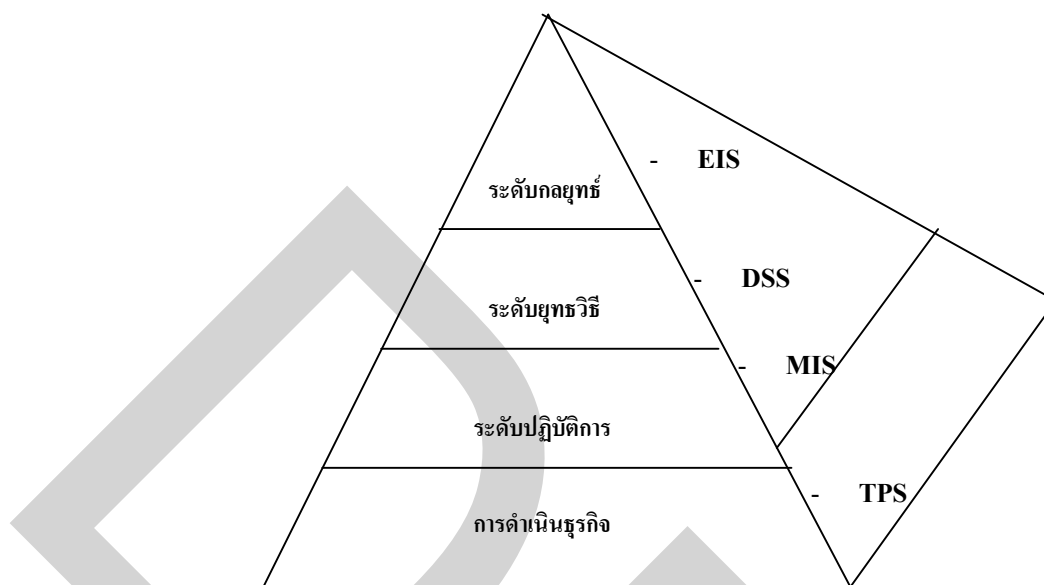 - EIS
ระดับกลยุทธ์
- DSS
ระดับยุทธวิธี
- MIS
ระดับปฏิบัติการ
- TPS
การดำเนินธุรกิจ